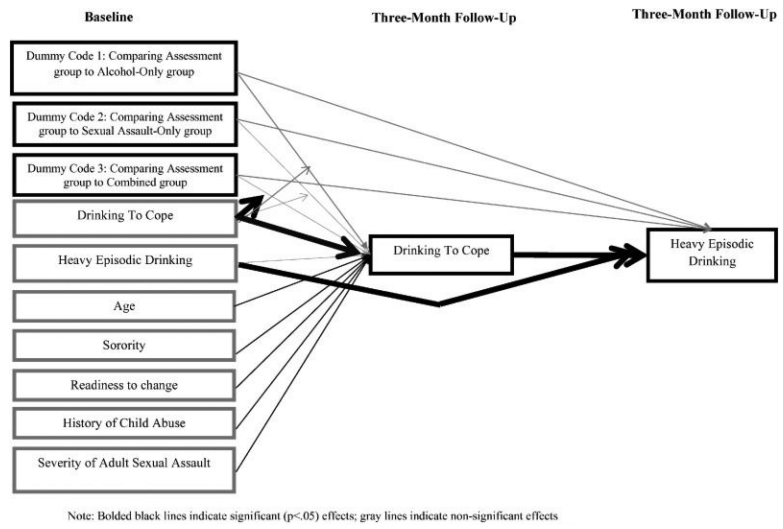 Baseline
Three-Month Follow-Up
Three-Month Follow-Up
Dummy Code 1: Comparing Assessment
group to Alcohol-Only group
Dummy Code 2: Comparing Assessment
group to Sexual Assault-Only group
Dummy Code 3: Comparing Assessment
group to Combined group
Drinking To Cope
Heavy Episodic Drinking
Age
Sorority
Readiness to change
History of Child Abuse
Severity of Adult Sexual Assault
Drinking To Cope
Heavy Episodic
Drinking
Note: Bolded black lines indicate significant (p<.05) effects; gray lines indicate non-significant effects